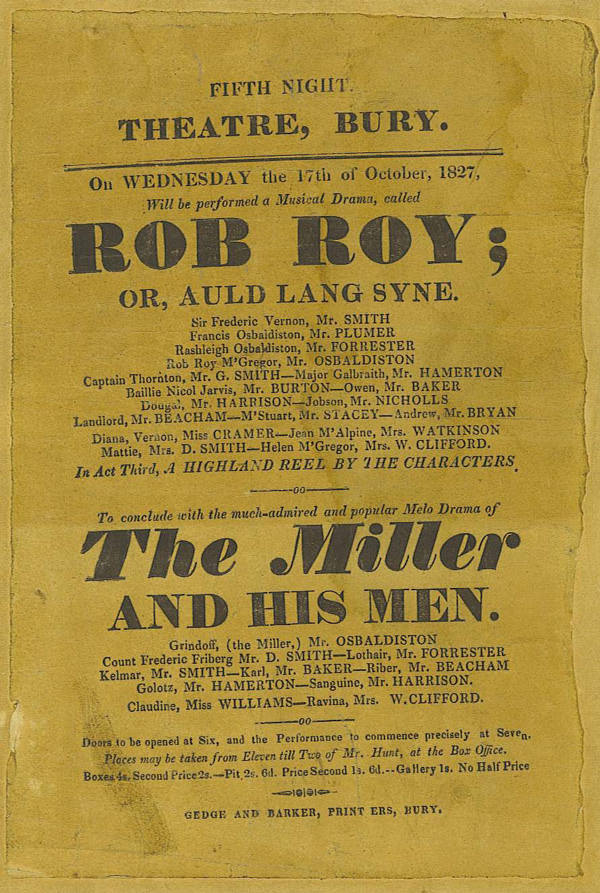 FIFTH NIGHT.
THEATRE, BURY.
On WEDNESDAY the 17th of October, 1827,
Will be performed a Musical Drama, called
ROB ROY;
OR, AULD LANG SYNE.
Sir Frederic Vernon, Mr. SMITH
Francis Osbaldiston, Mr. PLUMER
Rashleigh Osbaldiston, Mr. FORRESTER
Rob Roy M'Gregor, Mr. OSBALDISTON
Captain Thornton, Mr. G. SMITH—Major Galbraith, Mr. HAMERTON
Baillie Nicol Jarvis, Mr. BURTON—Owen, Mr. BAKER
Dougal, Mr. HARRISON—Jobson, Mr. NICHOLLS
Landlord, Mr. BEACHAM—M'Stuart, Mr. STACEY—Andrew, Mr. BRYAN
Diana, Vernon, Miss CRAMER—Jean M'Alpine, Mrs. WATKINSON
Mattie, Mrs. D. SMITH—Helen M'Gregor, Mrs. W. CLIFFORD.
In Act Third, A HIGHLAND REEL BY THE CHARACTERS.
—oo—
To conclude with the much-admired and popular Melo Drama of
The Miller
AND HIS MEN.
Grindoff, (the Miller,) Mr. OSBALDISTON
Count Frederic Friberg Mr. D. SMITH—Lothair, Mr. FORRESTER
Kelmar, Mr. SMITH—Karl, Mr. BAKER—Riber, Mr. BEACHAM
Golotz, Mr. HAMERTON—Sanguine, Mr. HARRISON.
Claudine, Miss WILLIAMS—Ravina, Mrs. W. CLIFFORD.
—oo—
Doors to be opened at Six, and the Performance to commence precisely at Seven.
Places may be taken from Eleven till Two of Mr. Hunt, at the Box Office.
Boxes 4s. Second Price 2s.—Pit, 2s. 6d. Price Second 1s. 6d.--Gallery 1s. No Half Price
GEDGE AND BARKER, PRINT ERS, BURY.